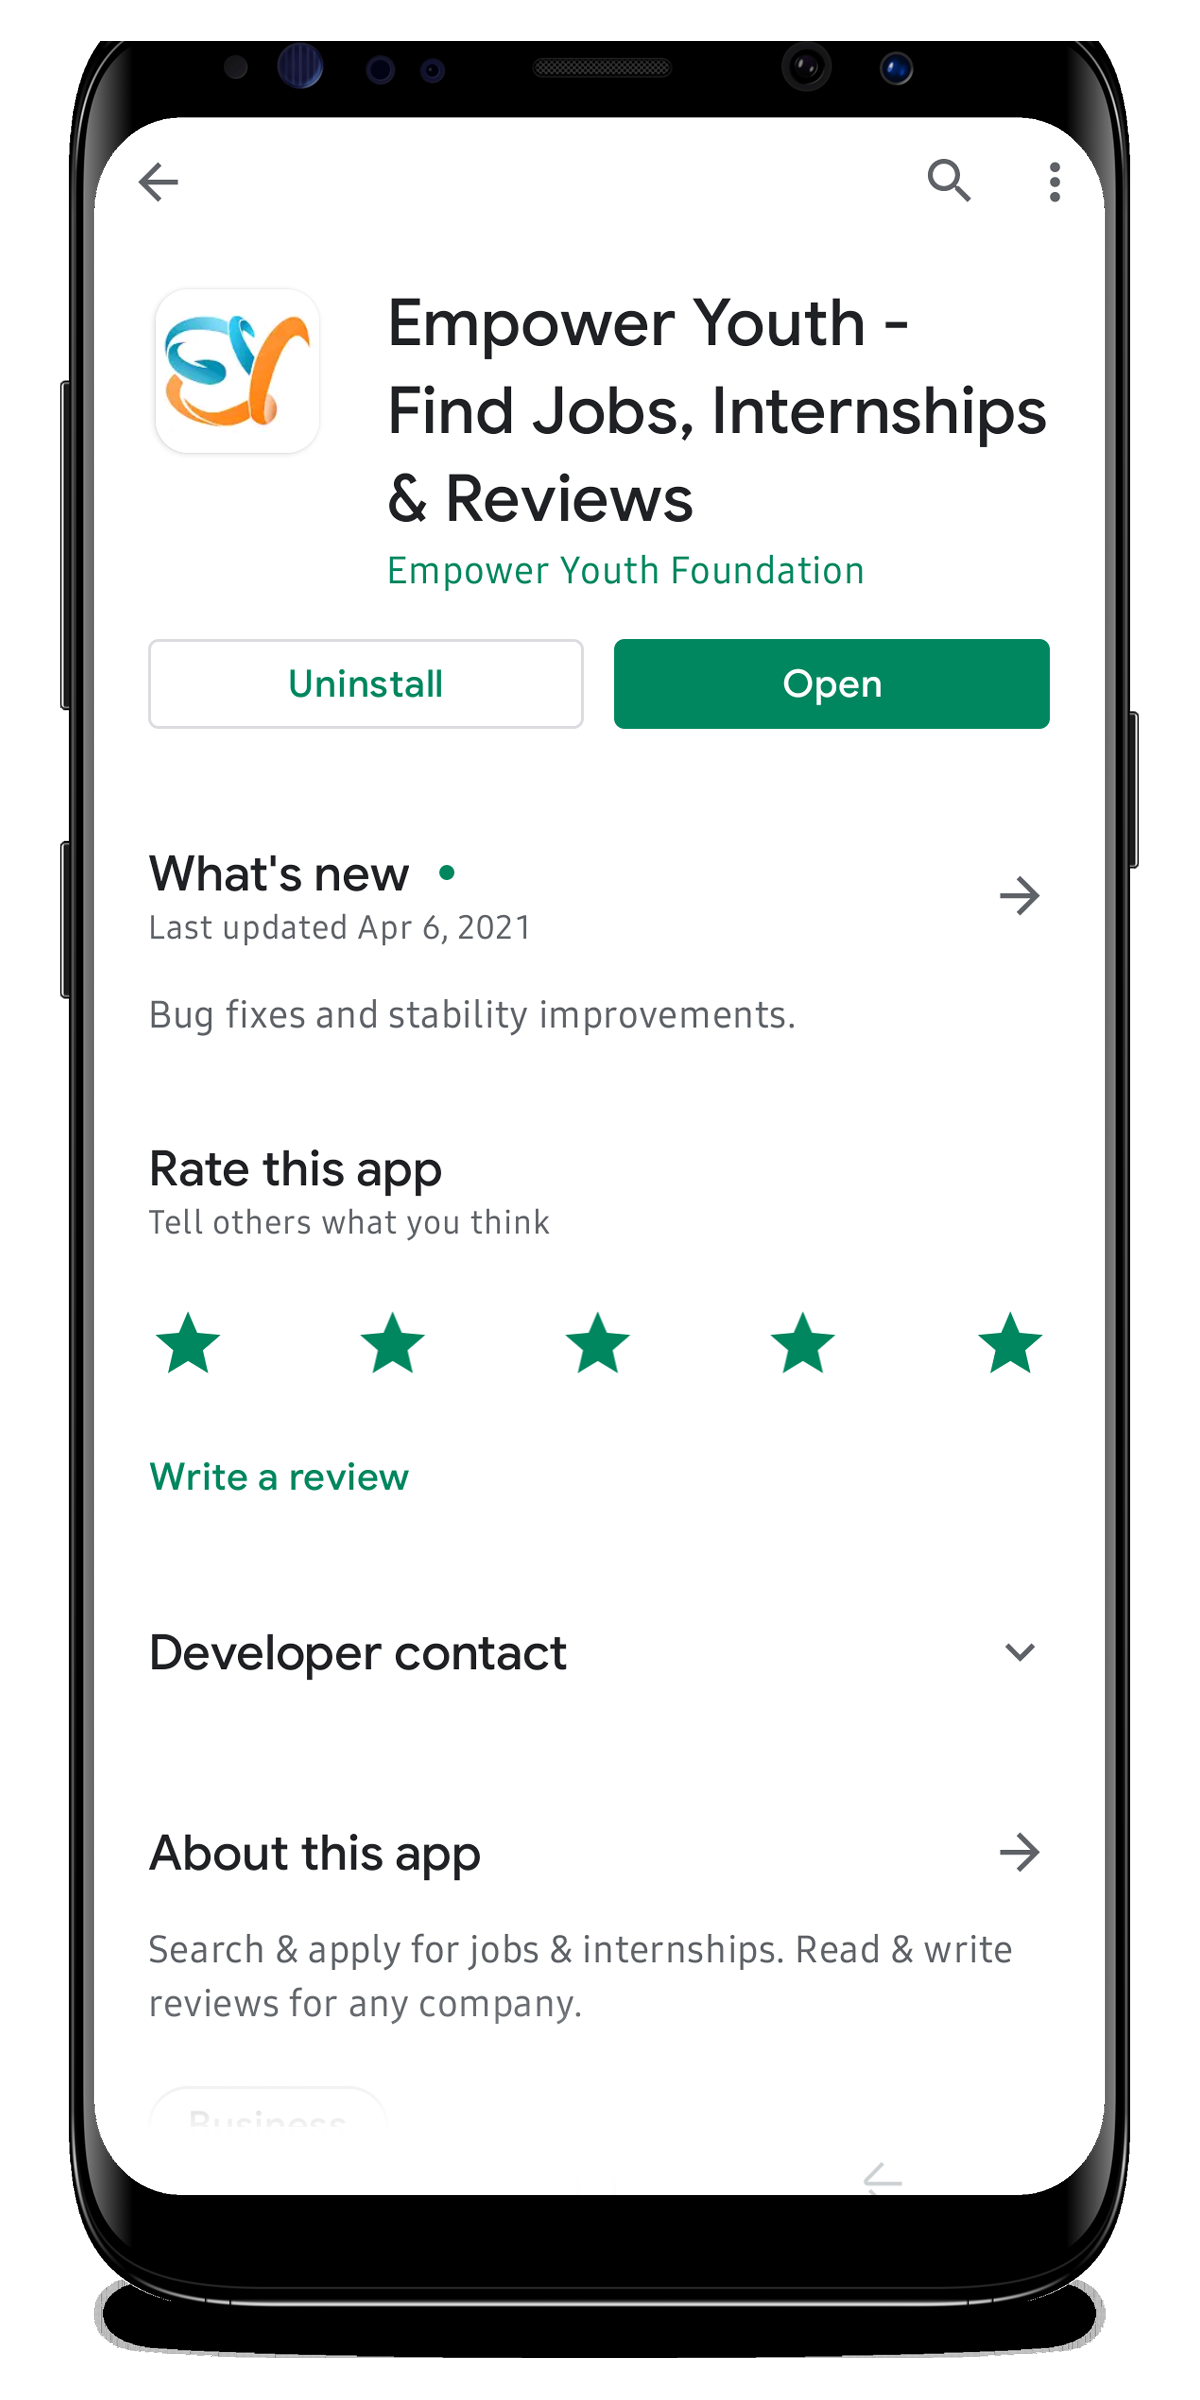 Empower Youth -
Find Jobs, Internships
& Reviews
Empower Youth Foundation
Uninstall
Open
What's new
Last updated Apr 6, 2021
Bug fixes and stability improvements.
Rate this app
Tell others what you think
Write a review
Developer contact
About this app
Search & apply for jobs & internships. Read & write
reviews for any company.
Business